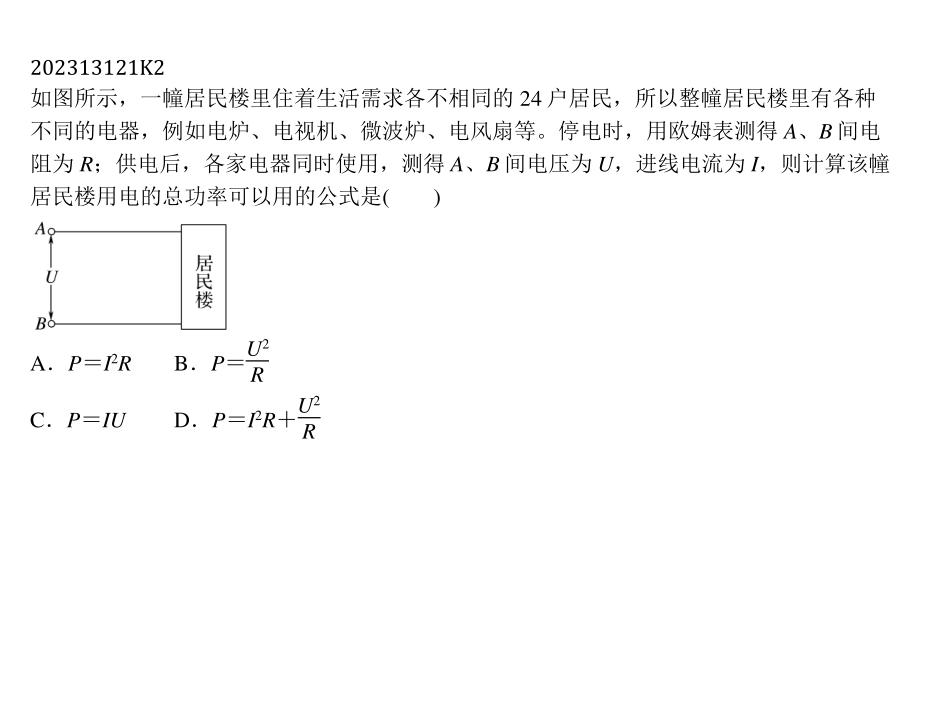 202313121K2
如图所示，一幢居民楼里住着生活需求各不相同的 24 户居民，所以整幢居民楼里有各种
不同的电器，例如电炉、电视机、微波炉、电风扇等。停电时，用欧姆表测得 A、B 间电
阻为 R；供电后，各家电器同时使用，测得 A、B 间电压为 U，进线电流为 I，则计算该幢
居民楼用电的总功率可以用的公式是(　　)
A
U
B
居民楼
A．P＝I²R　　B．P＝U²/R
C．P＝IU　　D．P＝I²R＋U²/R